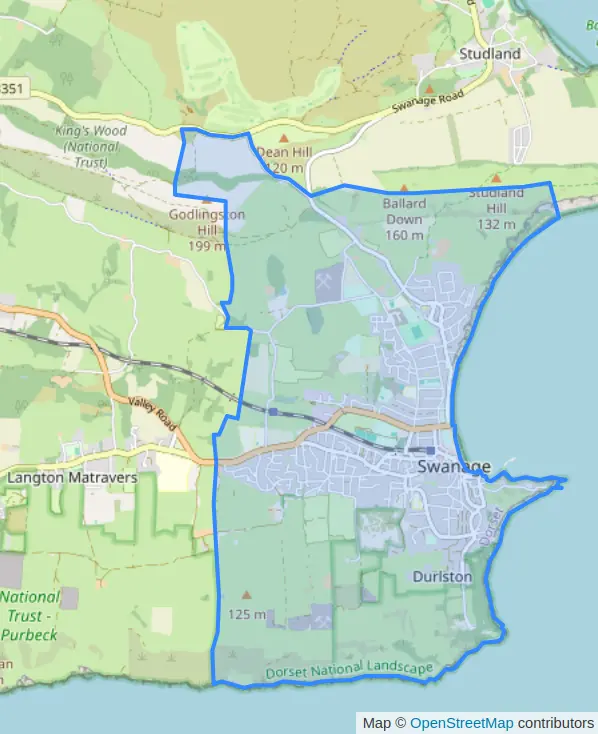 Studland
Swanage Road
351
King's Wood
(National
Trust)
Dean Hill
120 m
Studland
Hill
132 m
Ballard
Down
160 m
Godlingston
Hill
199 m
Valley Road
Swanage
Langton Matravers
Dorset
Durlston
National
Trust -
Purbeck
125 m
Dorset National Landscape
Map © OpenStreetMap contributors